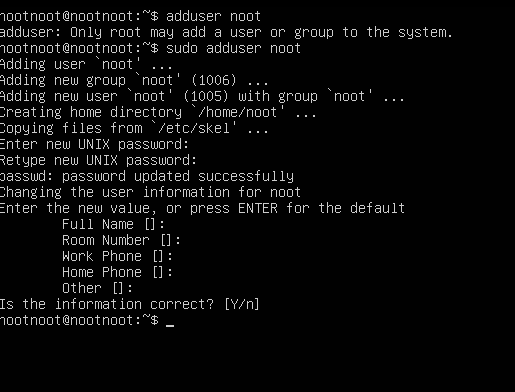 nootnoot@nootnoot:~$ adduser noot
adduser: Only root may add a user or group to the system.
nootnoot@nootnoot:~$ sudo adduser noot
Adding user `noot' ...
Adding new group `noot' (1006) ...
Adding new user `noot' (1005) with group `noot' ...
Creating home directory `/home/noot' ...
Copying files from `/etc/skel' ...
Enter new UNIX password:
Retype new UNIX password:
passwd: password updated successfully
Changing the user information for noot
Enter the new value, or press ENTER for the default
Full Name []:
Room Number []:
Work Phone []:
Home Phone []:
Other []:
Is the information correct? [Y/n]
nootnoot@nootnoot:~$ _